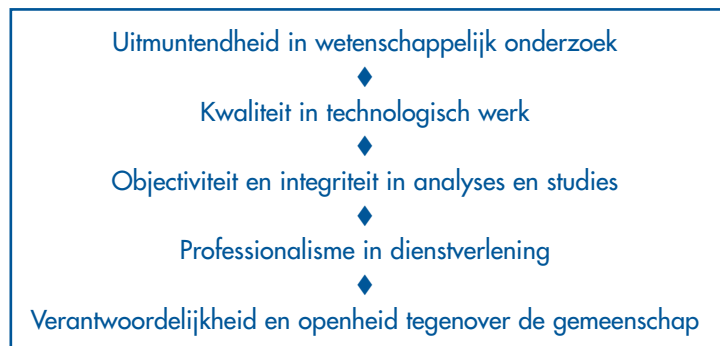 Uitmuntendheid in wetenschappelijk onderzoek
Kwaliteit in technologisch werk
Objectiviteit en integriteit in analyses en studies
Professionalisme in dienstverlening
Verantwoordelijkheid en openheid tegenover de gemeenschap